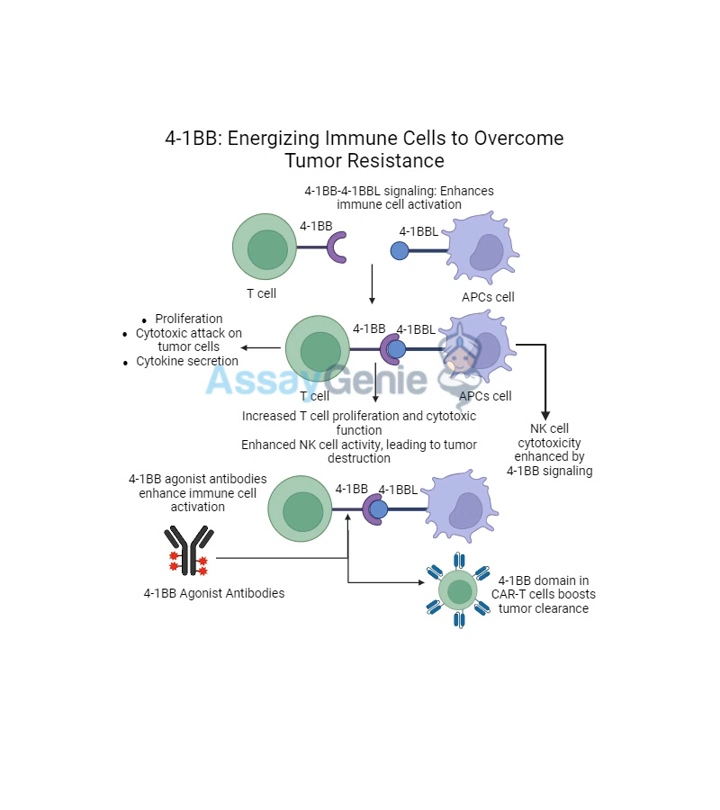 4-1BB: Energizing Immune Cells to Overcome
Tumor Resistance
4-1BB-4-1BBL signaling: Enhances
immune cell activation
4-1BB
4-1BBL
T cell
APCs cell
• Proliferation
• Cytotoxic attack on
tumor cells
• Cytokine secretion
4-1BB
4-1BBL
AssayGenie
T cell
APCs cell
Increased T cell proliferation and cytotoxic
function
Enhanced NK cell activity, leading to tumor
destruction
NK cell
cytotoxicity
enhanced by
4-1BB signaling
4-1BB agonist antibodies
enhance immune cell
activation
4-1BB
4-1BBL
4-1BB Agonist Antibodies
4-1BB domain in
CAR-T cells boosts
tumor clearance